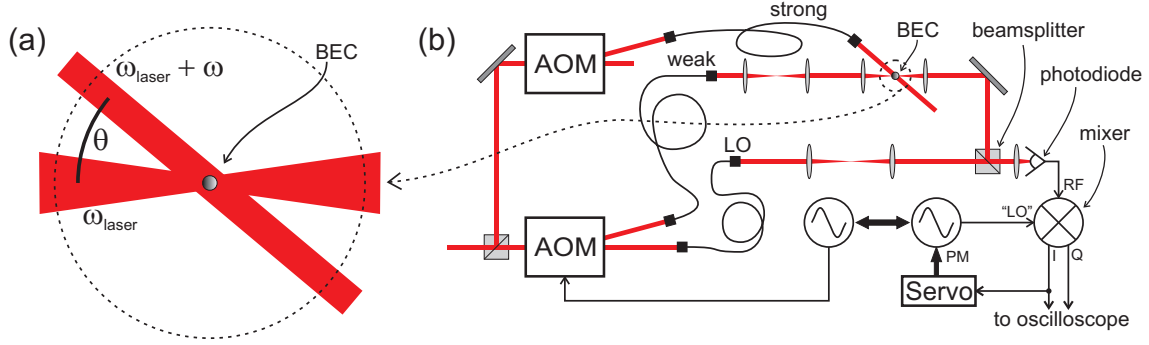 (a)
BEC
ω_laser + ω
θ
ω_laser
(b)
strong
BEC
beamsplitter
AOM
weak
photodiode
LO
mixer
RF
"LO"
AOM
I
Q
PM
Servo
to oscilloscope